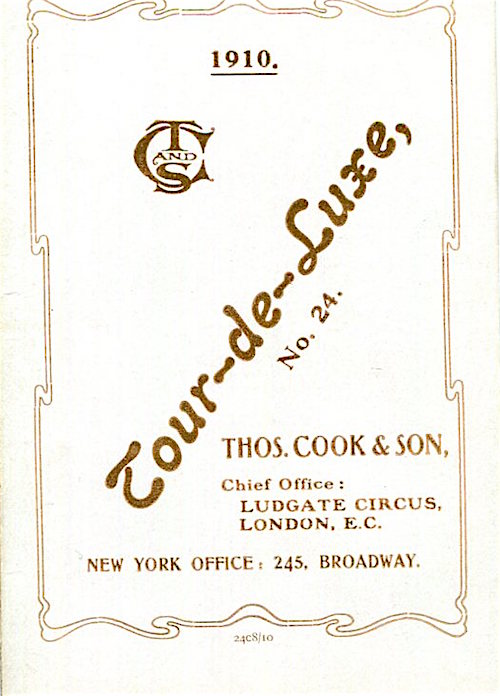 1910.
T
AND
C
S
Tour-de-Luxe,
No. 24.
THOS. COOK & SON,
Chief Office:
LUDGATE CIRCUS,
LONDON, E.C.
NEW YORK OFFICE: 245, BROADWAY.
24c8/10